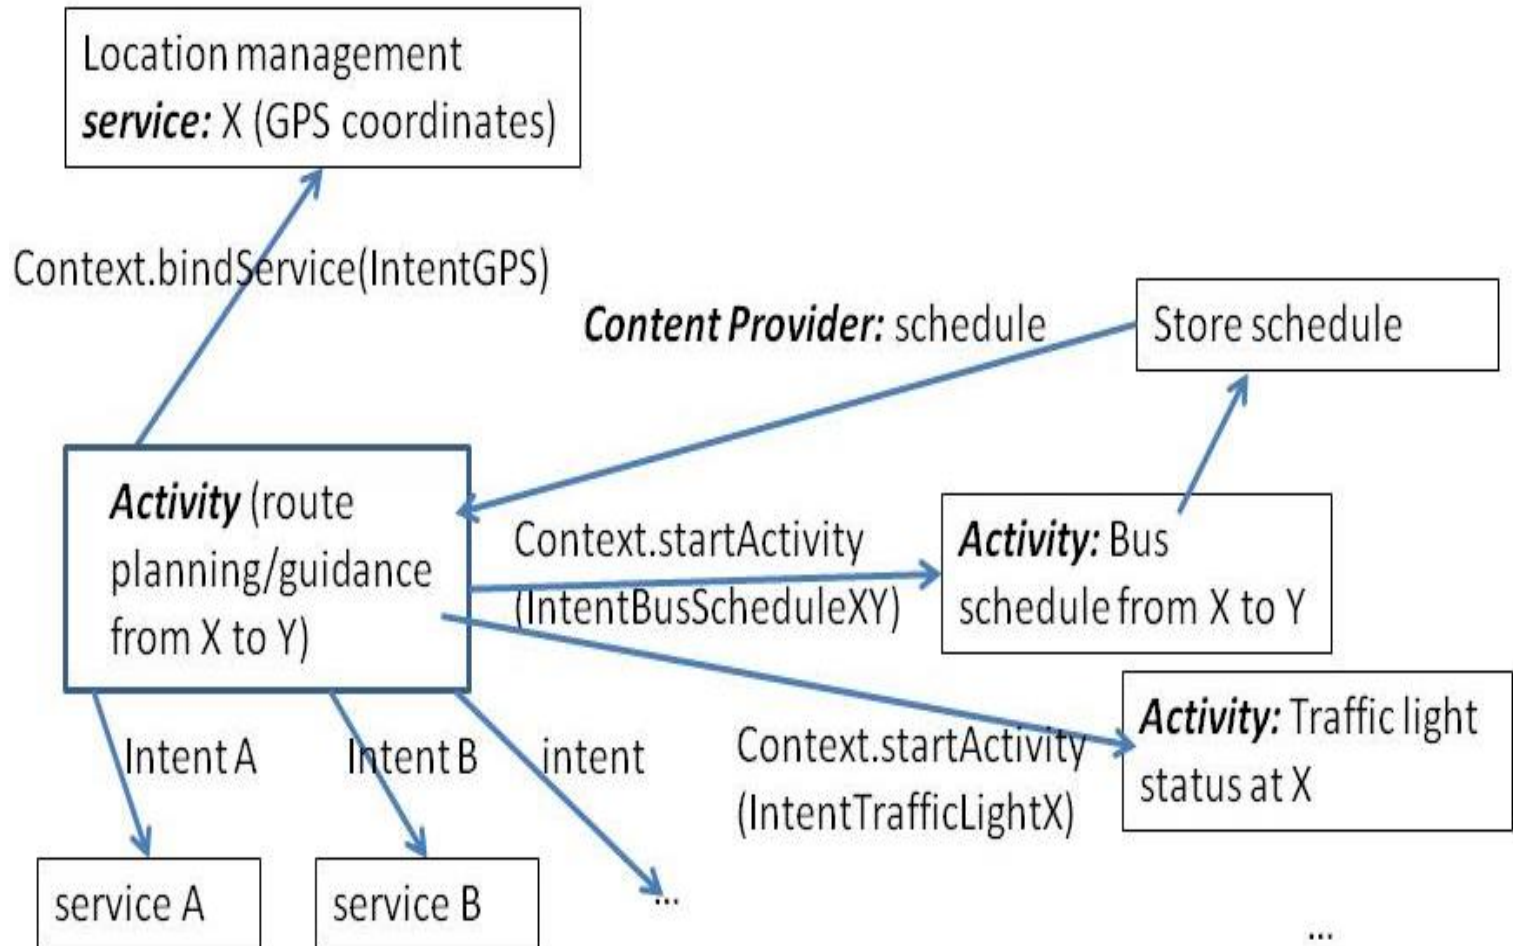 Location management
service: X (GPS coordinates)
Context.bindService(IntentGPS)
Content Provider: schedule
Store schedule
Activity (route
planning/guidance
from X to Y)
Context.startActivity
(IntentBusScheduleXY)
Activity: Bus
schedule from X to Y
Activity: Traffic light
status at X
Context.startActivity
(IntentTrafficLightX)
Intent A
Intent B
intent
service A
service B
...
...